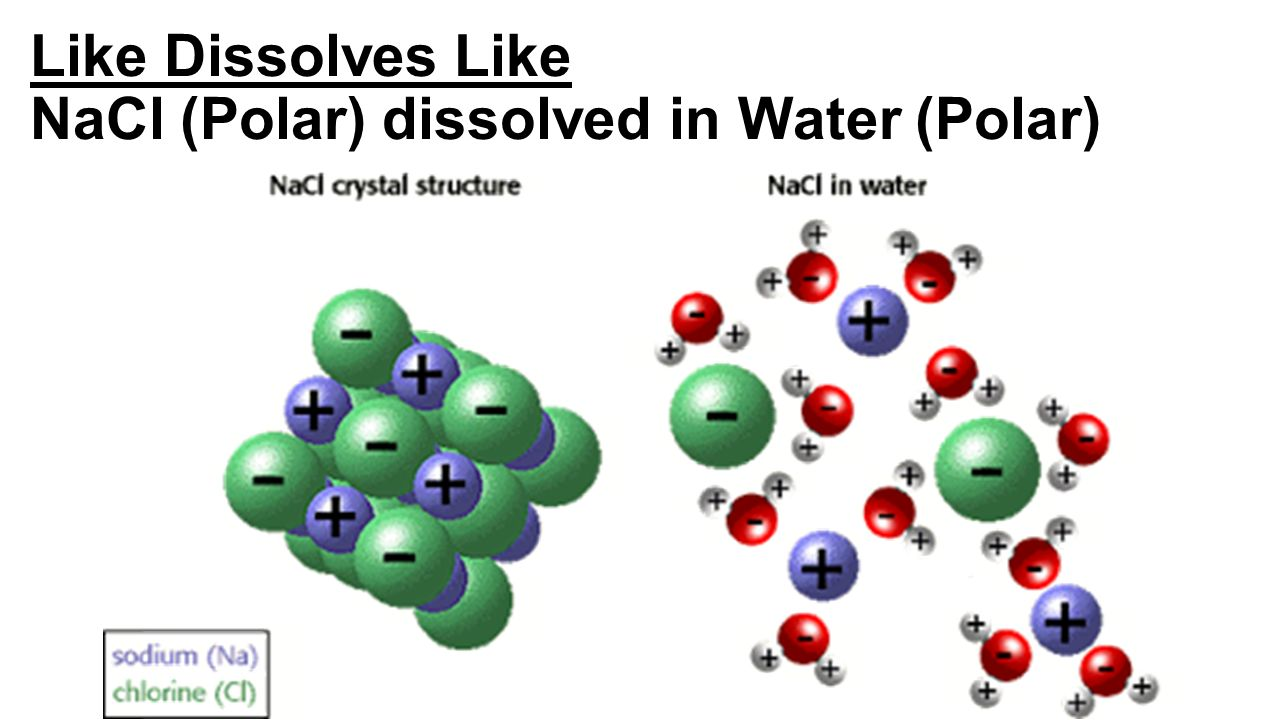 Like Dissolves Like
NaCl (Polar) dissolved in Water (Polar)
NaCl crystal structure
NaCl in water
sodium (Na)
chlorine (Cl)